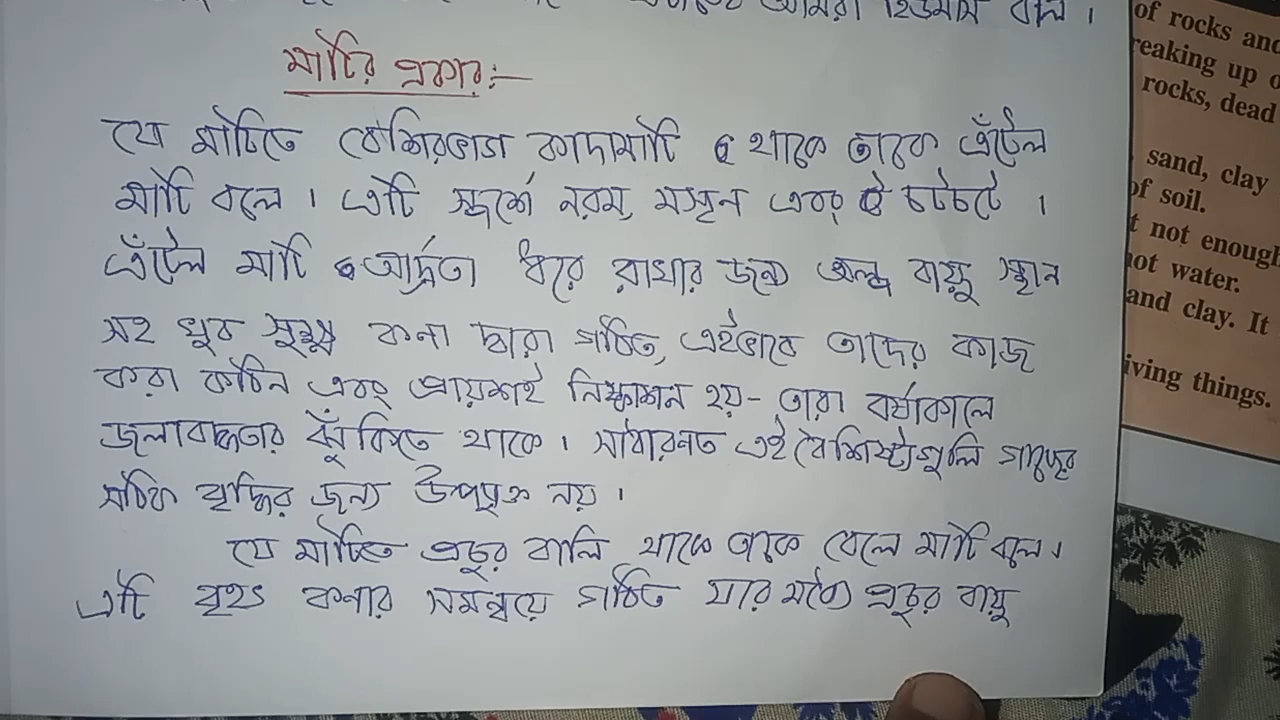 আমরা হিউমাস বলি ।
মাটির প্রকার:—
যে মাটিতে বেশিরভাগ কাদামাটি থাকে তাকে এঁটেল
মাটি বলে । এটি স্পর্শে নরম, মসৃন এবং চটচটে ।
এঁটেল মাটি আর্দ্রতা ধরে রাখার জন্য অল্প বায়ু স্থান
সহ খুব সূক্ষ্ম কনা দ্বারা গঠিত, এইভাবে তাদের কাজ
করা কঠিন এবং প্রায়শই নিষ্কাশন হয়- তারা বর্ষাকালে
জলাবদ্ধতার ঝুঁকিতে থাকে । সাধারনত এই বৈশিষ্ট্যগুলি গাছের
সঠিক বৃদ্ধির জন্য উপযুক্ত নয় ।
যে মাটিতে প্রচুর বালি থাকে তাকে বেলে মাটি বলে ।
এটি বৃহৎ কণার সমন্বয়ে গঠিত যার মধ্যে প্রচুর বায়ু
of rocks and
reaking up o
rocks, dead
sand, clay
of soil.
t not enough
not water.
and clay. It
iving things.